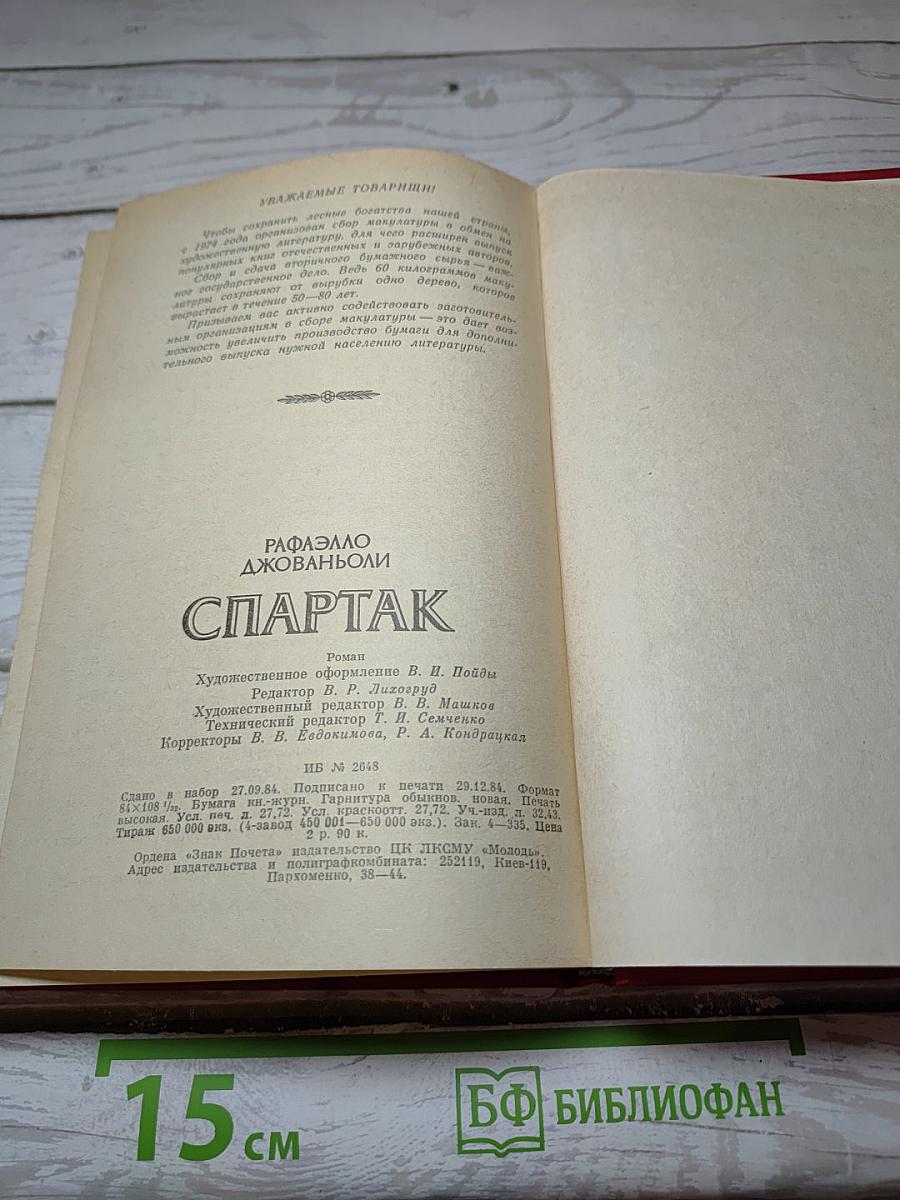 УВАЖАЕМЫЕ ТОВАРИЩИ!
Чтобы сохранить лесные богатства нашей страны,
с 1974 года организован сбор макулатуры в обмен на
художественную литературу, для чего расширен выпуск
популярных книг отечественных и зарубежных авторов.
Сбор и сдача вторичного бумажного сырья — важ-
ное государственное дело. Ведь 60 килограммов маку-
латуры сохраняют от вырубки одно дерево, которое
вырастает в течение 50—80 лет.
Призываем вас активно содействовать заготовитель-
ным организациям в сборе макулатуры — это дает воз-
можность увеличить производство бумаги для дополни-
тельного выпуска нужной населению литературы.
РАФАЭЛЛО
ДЖОВАНЬОЛИ
СПАРТАК
Роман
Художественное оформление В. И. Пойды
Редактор В. Р. Лихогруд
Художественный редактор В. В. Машков
Технический редактор Т. И. Семченко
Корректоры В. В. Евдокимова, Р. А. Кондрацкая
ИБ № 2648
Сдано в набор 27.09.84. Подписано к печати 29.12.84. Формат
84×108 1/32. Бумага кн.-журн. Гарнитура обыкнов. новая. Печать
высокая. Усл. печ. л. 27,72. Усл. краскоотт. 27,72. Уч.-изд. л. 32,43.
Тираж 650 000 экз. (4-завод 450 001—650 000 экз.). Зак. 4—335. Цена
2 р. 90 к.
Ордена «Знак Почета» издательство ЦК ЛКСМУ «Молодь».
Адрес издательства и полиграфкомбината: 252119, Киев-119,
Пархоменко, 38—44.
15 см
БФ БИБЛИОФАН